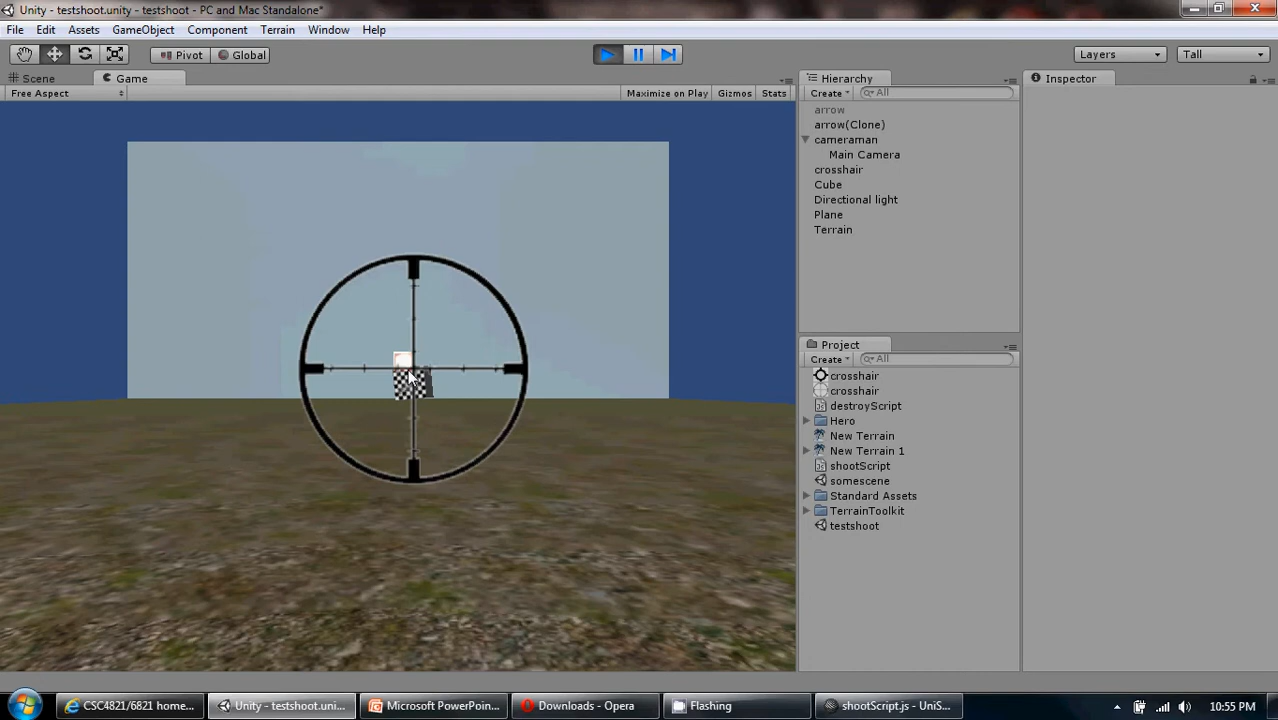 Unity - testshoot.unity - testshoot - PC and Mac Standalone*
File Edit Assets GameObject Component Terrain Window Help
Pivot Global Layers Tall
Scene Game Hierarchy Inspector
Free Aspect Maximize on Play Gizmos Stats Create All
arrow
arrow(Clone)
cameraman
Main Camera
crosshair
Cube
Directional light
Plane
Terrain
Project
Create All
crosshair
crosshair
destroyScript
Hero
New Terrain
New Terrain 1
shootScript
somescene
Standard Assets
TerrainToolkit
testshoot
CSC4821/6821 home... Unity - testshoot.uni... Microsoft PowerPoin... Downloads - Opera Flashing shootScript.js - UniS... 10:55 PM